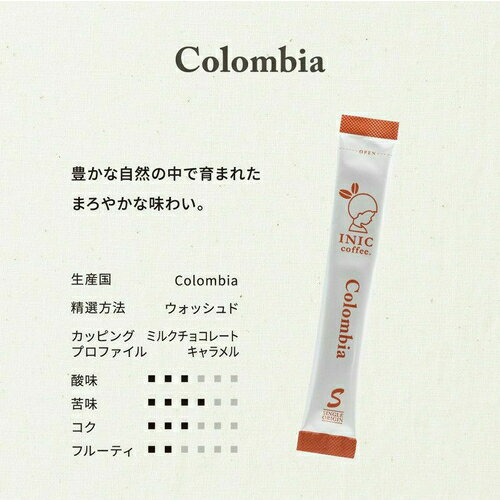 Colombia
豊かな自然の中で育まれた
まろやかな味わい。
生産国 Colombia
精選方法 ウォッシュド
カッピング ミルクチョコレート
プロファイル キャラメル
酸味
苦味
コク
フルーティ
OPEN
INIC
coffee.
Colombia
S
SINGLE
ORIGIN